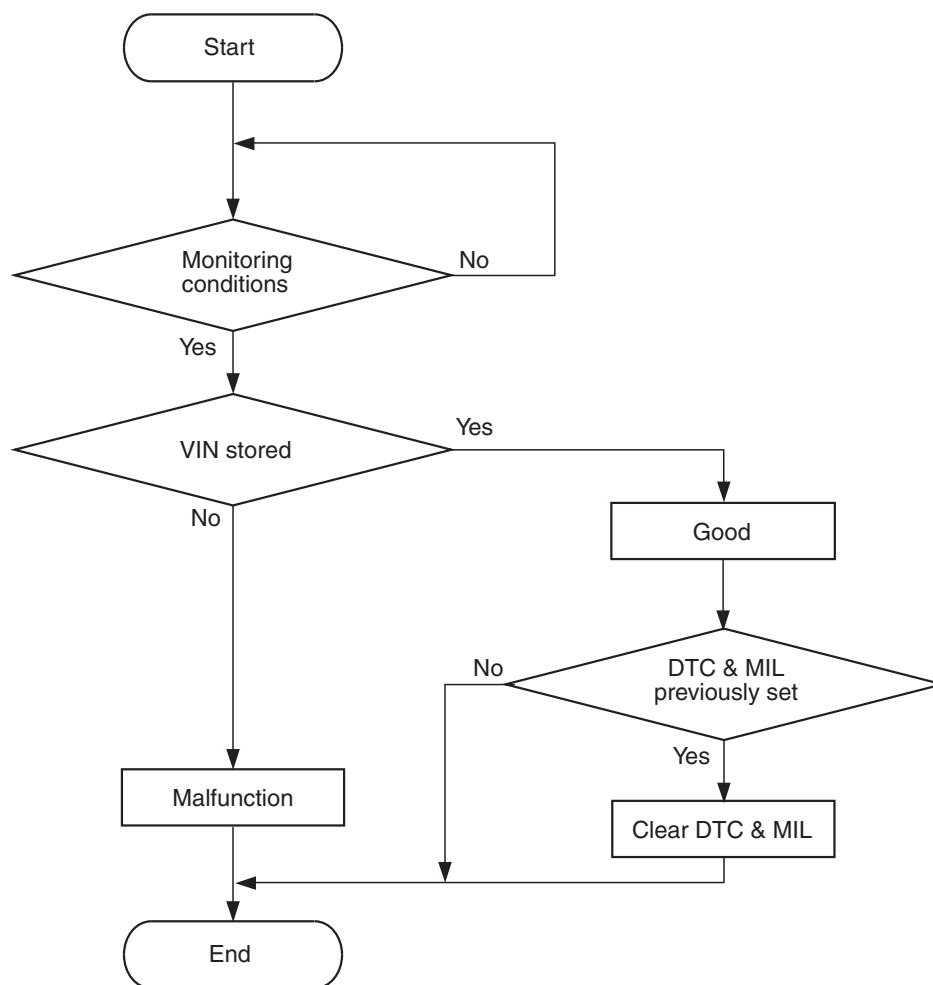 Start
Monitoring
conditions
No
Yes
VIN stored
Yes
No
Good
DTC & MIL
previously set
No
Yes
Malfunction
Clear DTC & MIL
End